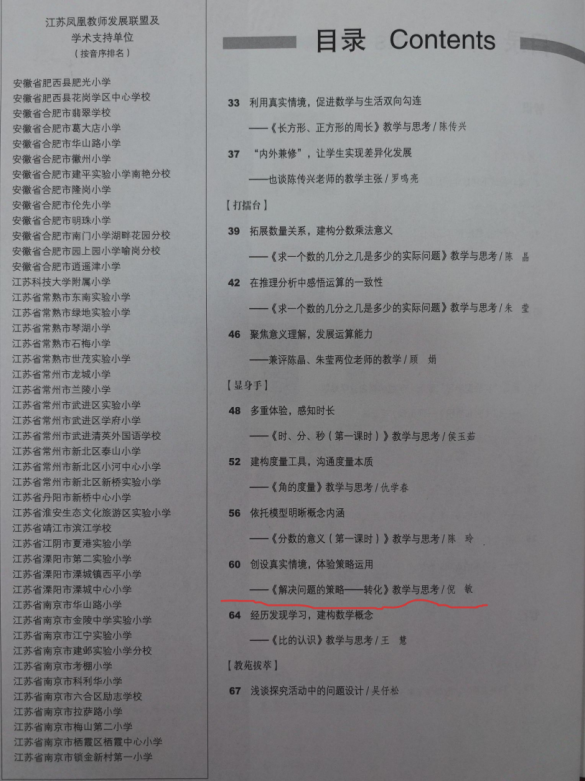 江苏凤凰教师发展联盟及
学术支持单位
（按音序排名）
安徽省肥西县肥光小学
安徽省肥西县花岗学区中心学校
安徽省合肥市翡翠学校
安徽省合肥市葛大店小学
安徽省合肥市华山路小学
安徽省合肥市徽州小学
安徽省合肥市建平实验小学南艳分校
安徽省合肥市隆岗小学
安徽省合肥市伦先小学
安徽省合肥市明珠小学
安徽省合肥市南门小学湖畔花园分校
安徽省合肥市园上园小学喻岗分校
安徽省合肥市逍遥津小学
江苏科技大学附属小学
江苏省常熟市东南实验小学
江苏省常熟市绿地实验小学
江苏省常熟市琴湖小学
江苏省常熟市石梅小学
江苏省常熟市世茂实验小学
江苏省常州市龙城小学
江苏省常州市兰陵小学
江苏省常州市武进区实验小学
江苏省常州市武进区学府小学
江苏省常州市武进清英外国语学校
江苏省常州市新北区泰山小学
江苏省常州市新北区小河中心小学
江苏省常州市新北区新桥实验小学
江苏省丹阳市新桥中心小学
江苏省淮安生态文化旅游区实验小学
江苏省靖江市滨江学校
江苏省江阴市夏港实验小学
江苏省溧阳市第二实验小学
江苏省溧阳市溧城镇西平小学
江苏省溧阳市溧城中心小学
江苏省南京市华山路小学
江苏省南京市金陵中学实验小学
江苏省南京市江宁实验小学
江苏省南京市建邺实验小学分校
江苏省南京市考棚小学
江苏省南京市科利华小学
江苏省南京市六合区励志学校
江苏省南京市拉萨路小学
江苏省南京市梅山第二小学
江苏省南京市栖霞区栖霞中心小学
江苏省南京市锁金新村第一小学
目录 Contents
33 利用真实情境，促进数学与生活双向勾连
——《长方形、正方形的周长》教学与思考/陈传兴
37 “内外兼修”，让学生实现差异化发展
——也谈陈传兴老师的教学主张/罗鸣亮
【打擂台】
39 拓展数量关系，建构分数乘法意义
——《求一个数的几分之几是多少的实际问题》教学与思考/陈 晶
42 在推理分析中感悟运算的一致性
——《求一个数的几分之几是多少的实际问题》教学与思考/朱 莹
46 聚焦意义理解，发展运算能力
——兼评陈晶、朱莹两位老师的教学/顾 娟
【显身手】
48 多重体验，感知时长
——《时、分、秒（第一课时）》教学与思考/侯玉茹
52 建构度量工具，沟通度量本质
——《角的度量》教学与思考/仇学春
56 依托模型明晰概念内涵
——《分数的意义（第一课时）》教学与思考/陈 玲
60 创设真实情境，体验策略运用
——《解决问题的策略——转化》教学与思考/倪 敏
64 经历发现学习，建构数学概念
——《比的认识》教学与思考/王 慧
【教苑拔萃】
67 浅谈探究活动中的问题设计/吴仟松